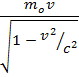 mₒv
√1 − v²/c²